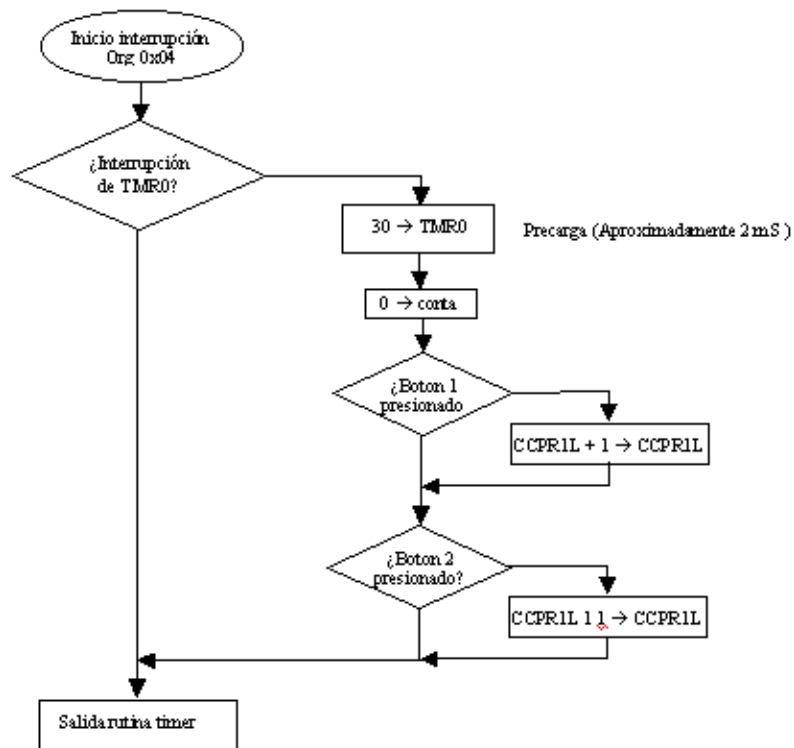 Inicio interrupción
Org 0x04
¿Interrupción
de TMR0?
30 → TMR0
Precarga (Aproximadamente 2 mS )
0 → conta
¿Boton 1
presionado
CCPR1L + 1 → CCPR1L
¿Boton 2
presionado?
CCPR1L 1 1 → CCPR1L
Salida rutina timer